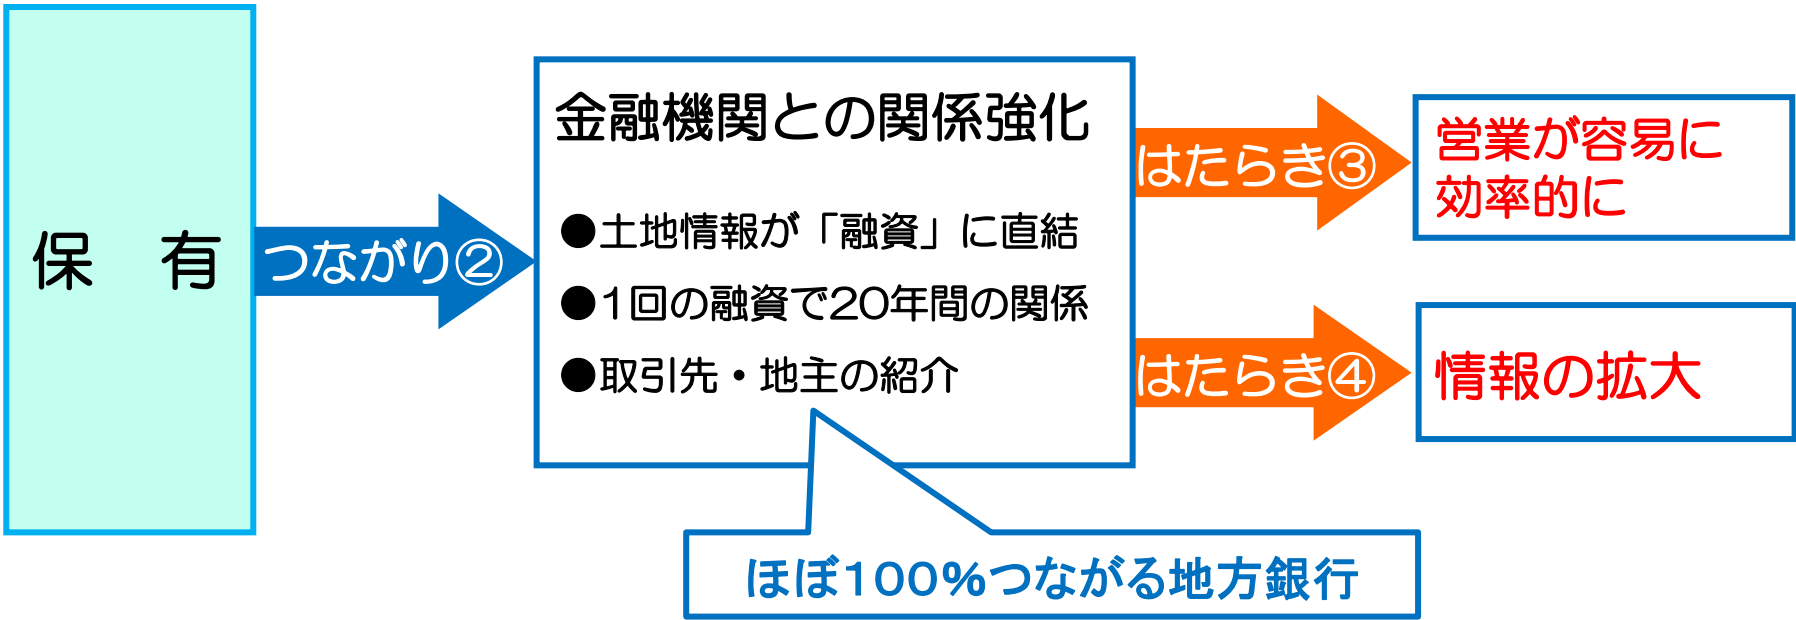 保　有
つながり②
金融機関との関係強化
●土地情報が「融資」に直結
●1回の融資で20年間の関係
●取引先・地主の紹介
はたらき③
営業が容易に
効率的に
はたらき④
情報の拡大
ほぼ100%つながる地方銀行